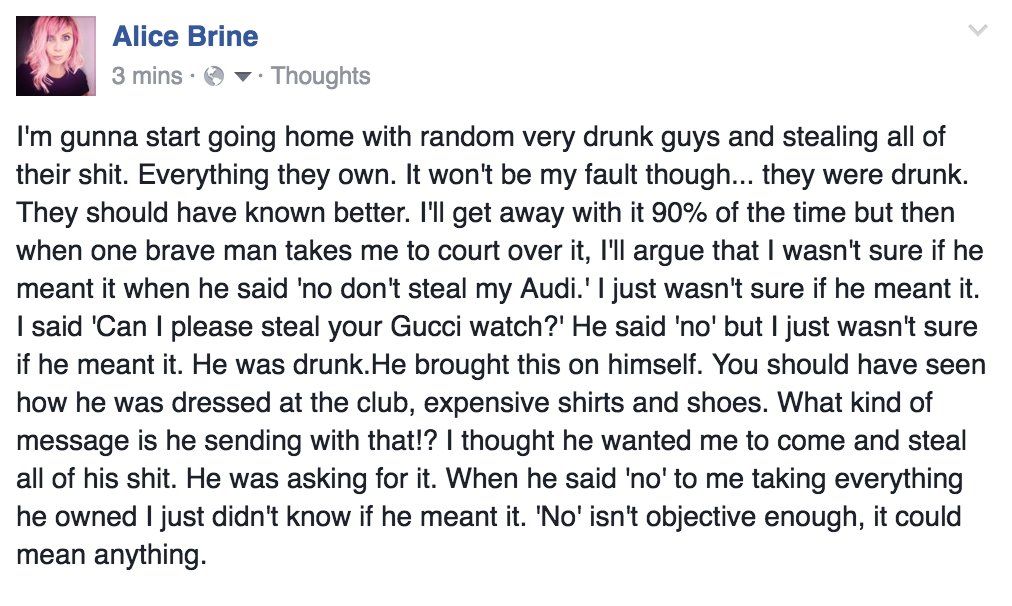 Alice Brine
3 mins · Thoughts
I'm gunna start going home with random very drunk guys and stealing all of
their shit. Everything they own. It won't be my fault though... they were drunk.
They should have known better. I'll get away with it 90% of the time but then
when one brave man takes me to court over it, I'll argue that I wasn't sure if he
meant it when he said 'no don't steal my Audi.' I just wasn't sure if he meant it.
I said 'Can I please steal your Gucci watch?' He said 'no' but I just wasn't sure
if he meant it. He was drunk.He brought this on himself. You should have seen
how he was dressed at the club, expensive shirts and shoes. What kind of
message is he sending with that!? I thought he wanted me to come and steal
all of his shit. He was asking for it. When he said 'no' to me taking everything
he owned I just didn't know if he meant it. 'No' isn't objective enough, it could
mean anything.